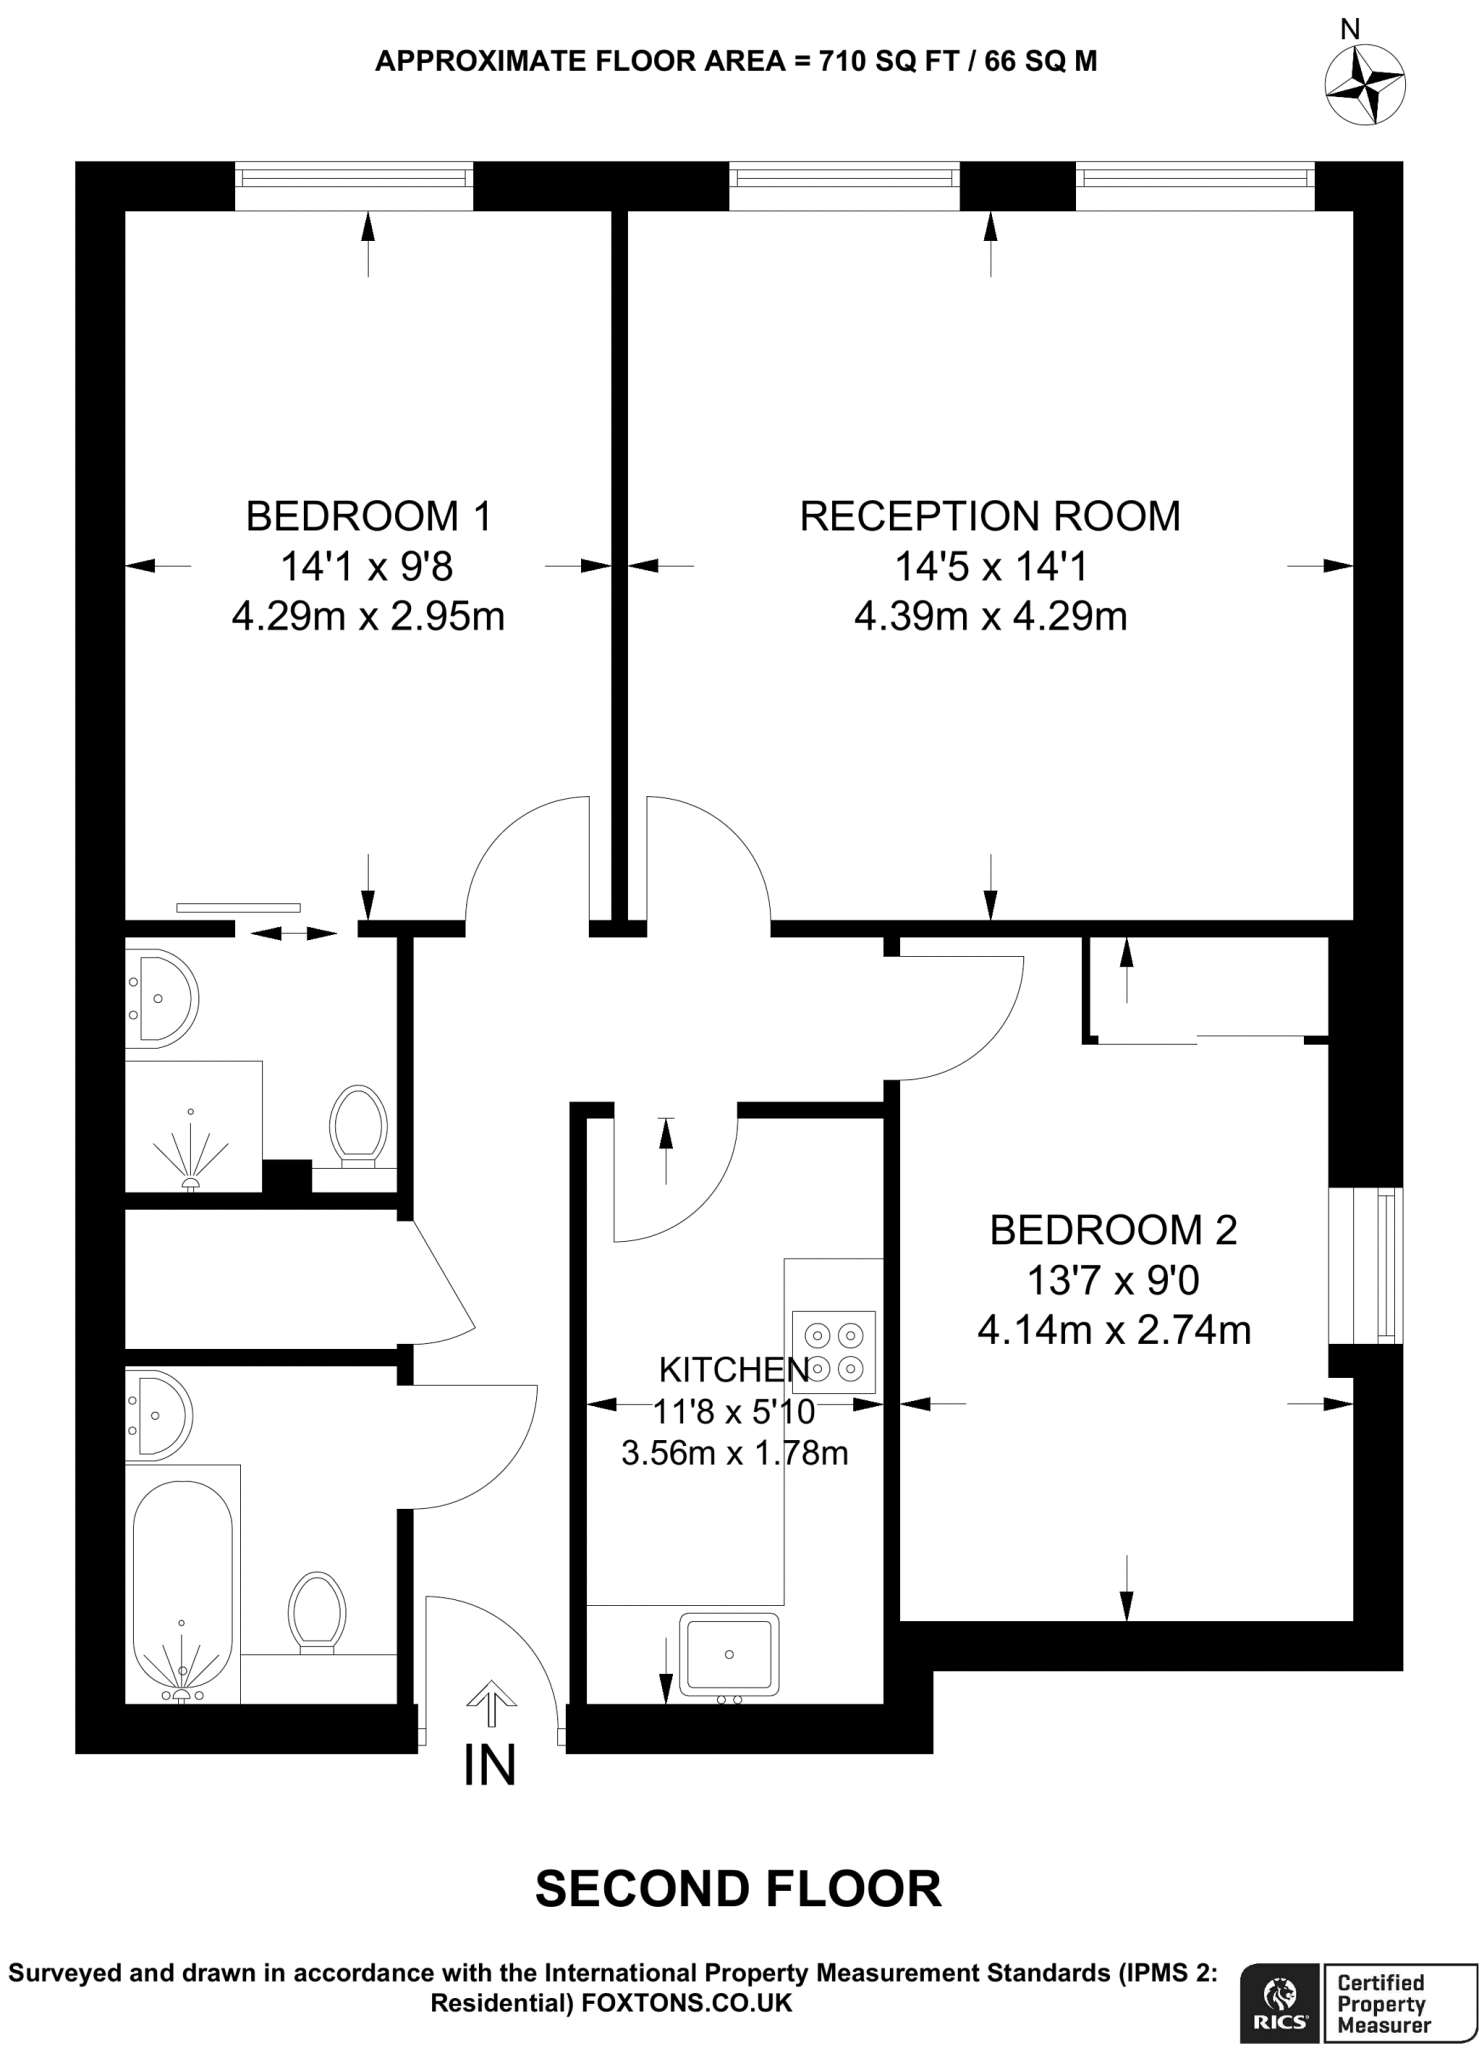 N
APPROXIMATE FLOOR AREA = 710 SQ FT / 66 SQ M
BEDROOM 1
14'1 x 9'8
4.29m x 2.95m
RECEPTION ROOM
14'5 x 14'1
4.39m x 4.29m
BEDROOM 2
13'7 x 9'0
4.14m x 2.74m
KITCHEN
11'8 x 5'10
3.56m x 1.78m
IN
SECOND FLOOR
Surveyed and drawn in accordance with the International Property Measurement Standards (IPMS 2:
Residential) FOXTONS.CO.UK
RICS
Certified
Property
Measurer